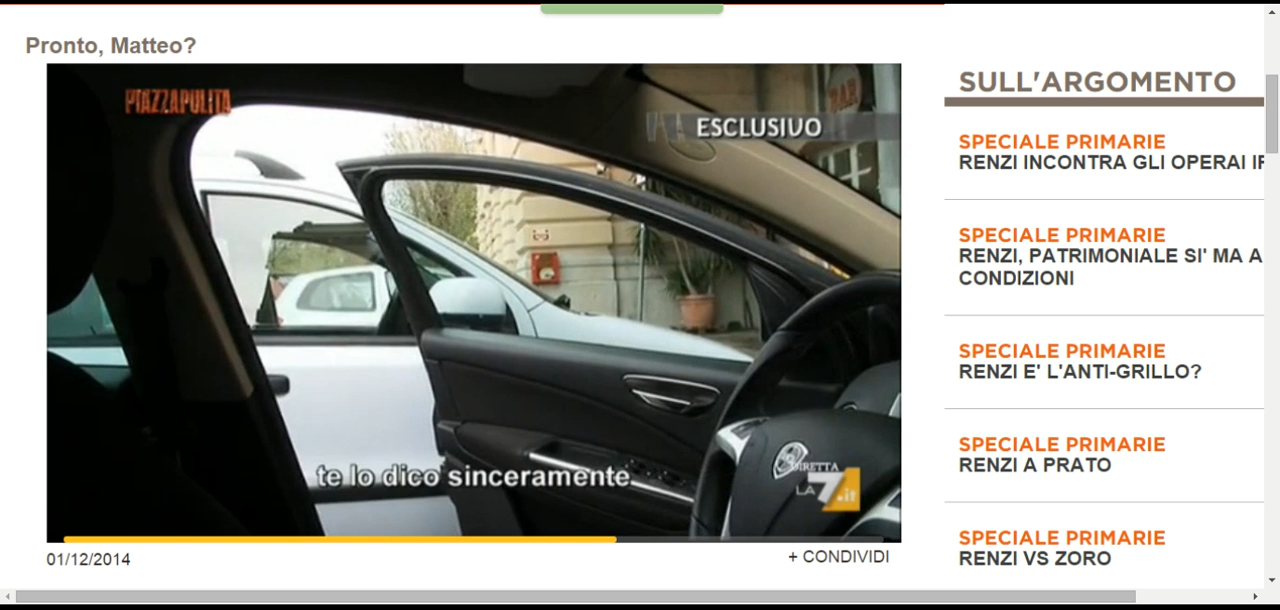 Pronto, Matteo?
PIAZZAPULITA
BAR
ESCLUSIVO
te lo dico sinceramente
DIRETTA
LA7.it
01/12/2014
+ CONDIVIDI
SULL'ARGOMENTO
SPECIALE PRIMARIE
RENZI INCONTRA GLI OPERAI
SPECIALE PRIMARIE
RENZI, PATRIMONIALE SI' MA A
CONDIZIONI
SPECIALE PRIMARIE
RENZI E' L'ANTI-GRILLO?
SPECIALE PRIMARIE
RENZI A PRATO
SPECIALE PRIMARIE
RENZI VS ZORO